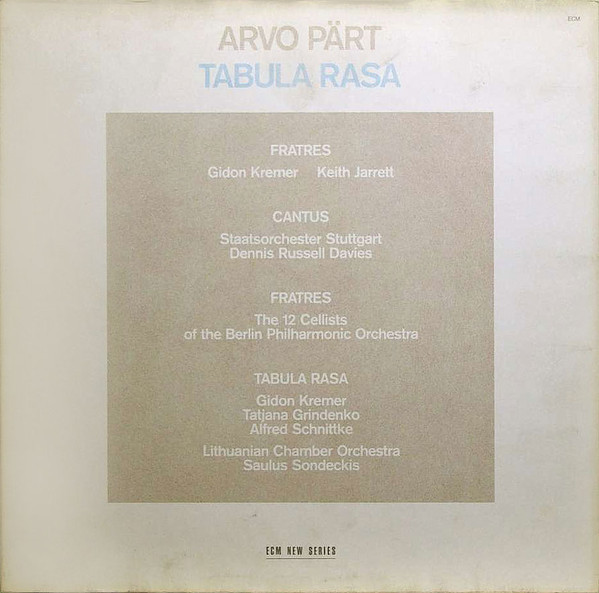 ECM
ARVO PÄRT
TABULA RASA
FRATRES
Gidon Kremer Keith Jarrett
CANTUS
Staatsorchester Stuttgart
Dennis Russell Davies
FRATRES
The 12 Cellists
of the Berlin Philharmonic Orchestra
TABULA RASA
Gidon Kremer
Tatjana Grindenko
Alfred Schnittke
Lithuanian Chamber Orchestra
Saulus Sondeckis
ECM NEW SERIES